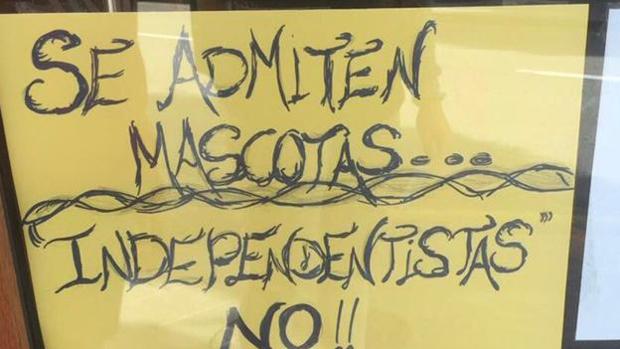 SE ADMITEN
MASCOTAS...
"INDEPENDENTISTAS"
NO!!